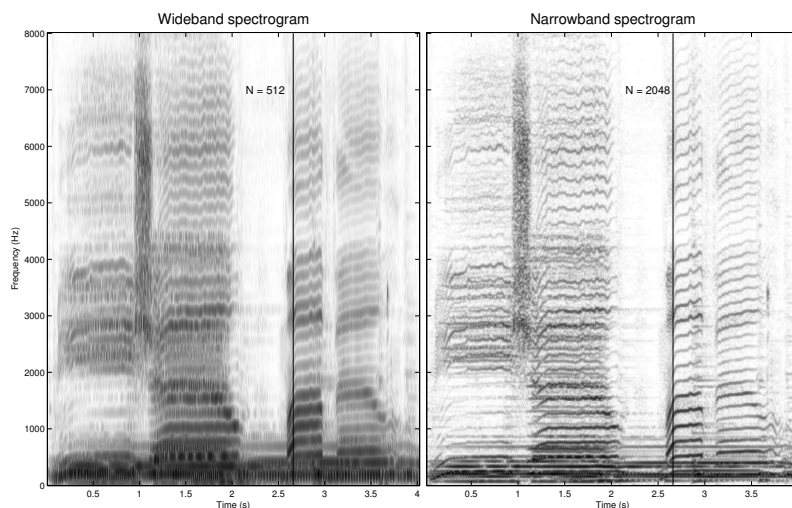 Wideband spectrogram
Narrowband spectrogram
8000
7000
6000
5000
4000
3000
2000
1000
0
Frequency (Hz)
N = 512
N = 2048
0.5 1 1.5 2 2.5 3 3.5 4
0.5 1 1.5 2 2.5 3 3.5
Time (s)
Time (s)